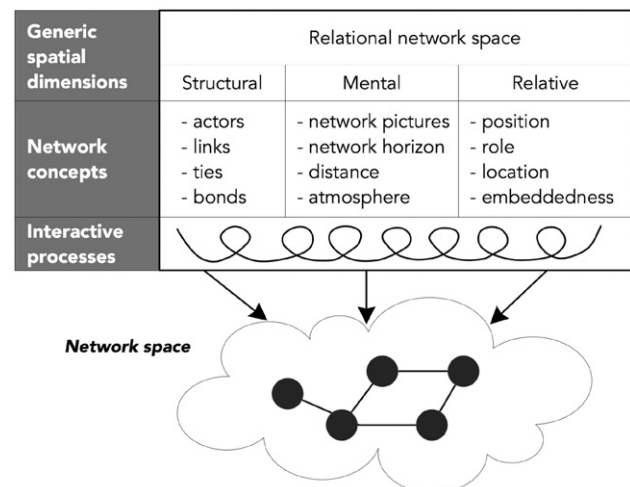 Generic
spatial
dimensions
Relational network space
Structural
Mental
Relative
Network
concepts
- actors
- links
- ties
- bonds
- network pictures
- network horizon
- distance
- atmosphere
- position
- role
- location
- embeddedness
Interactive
processes
Network space